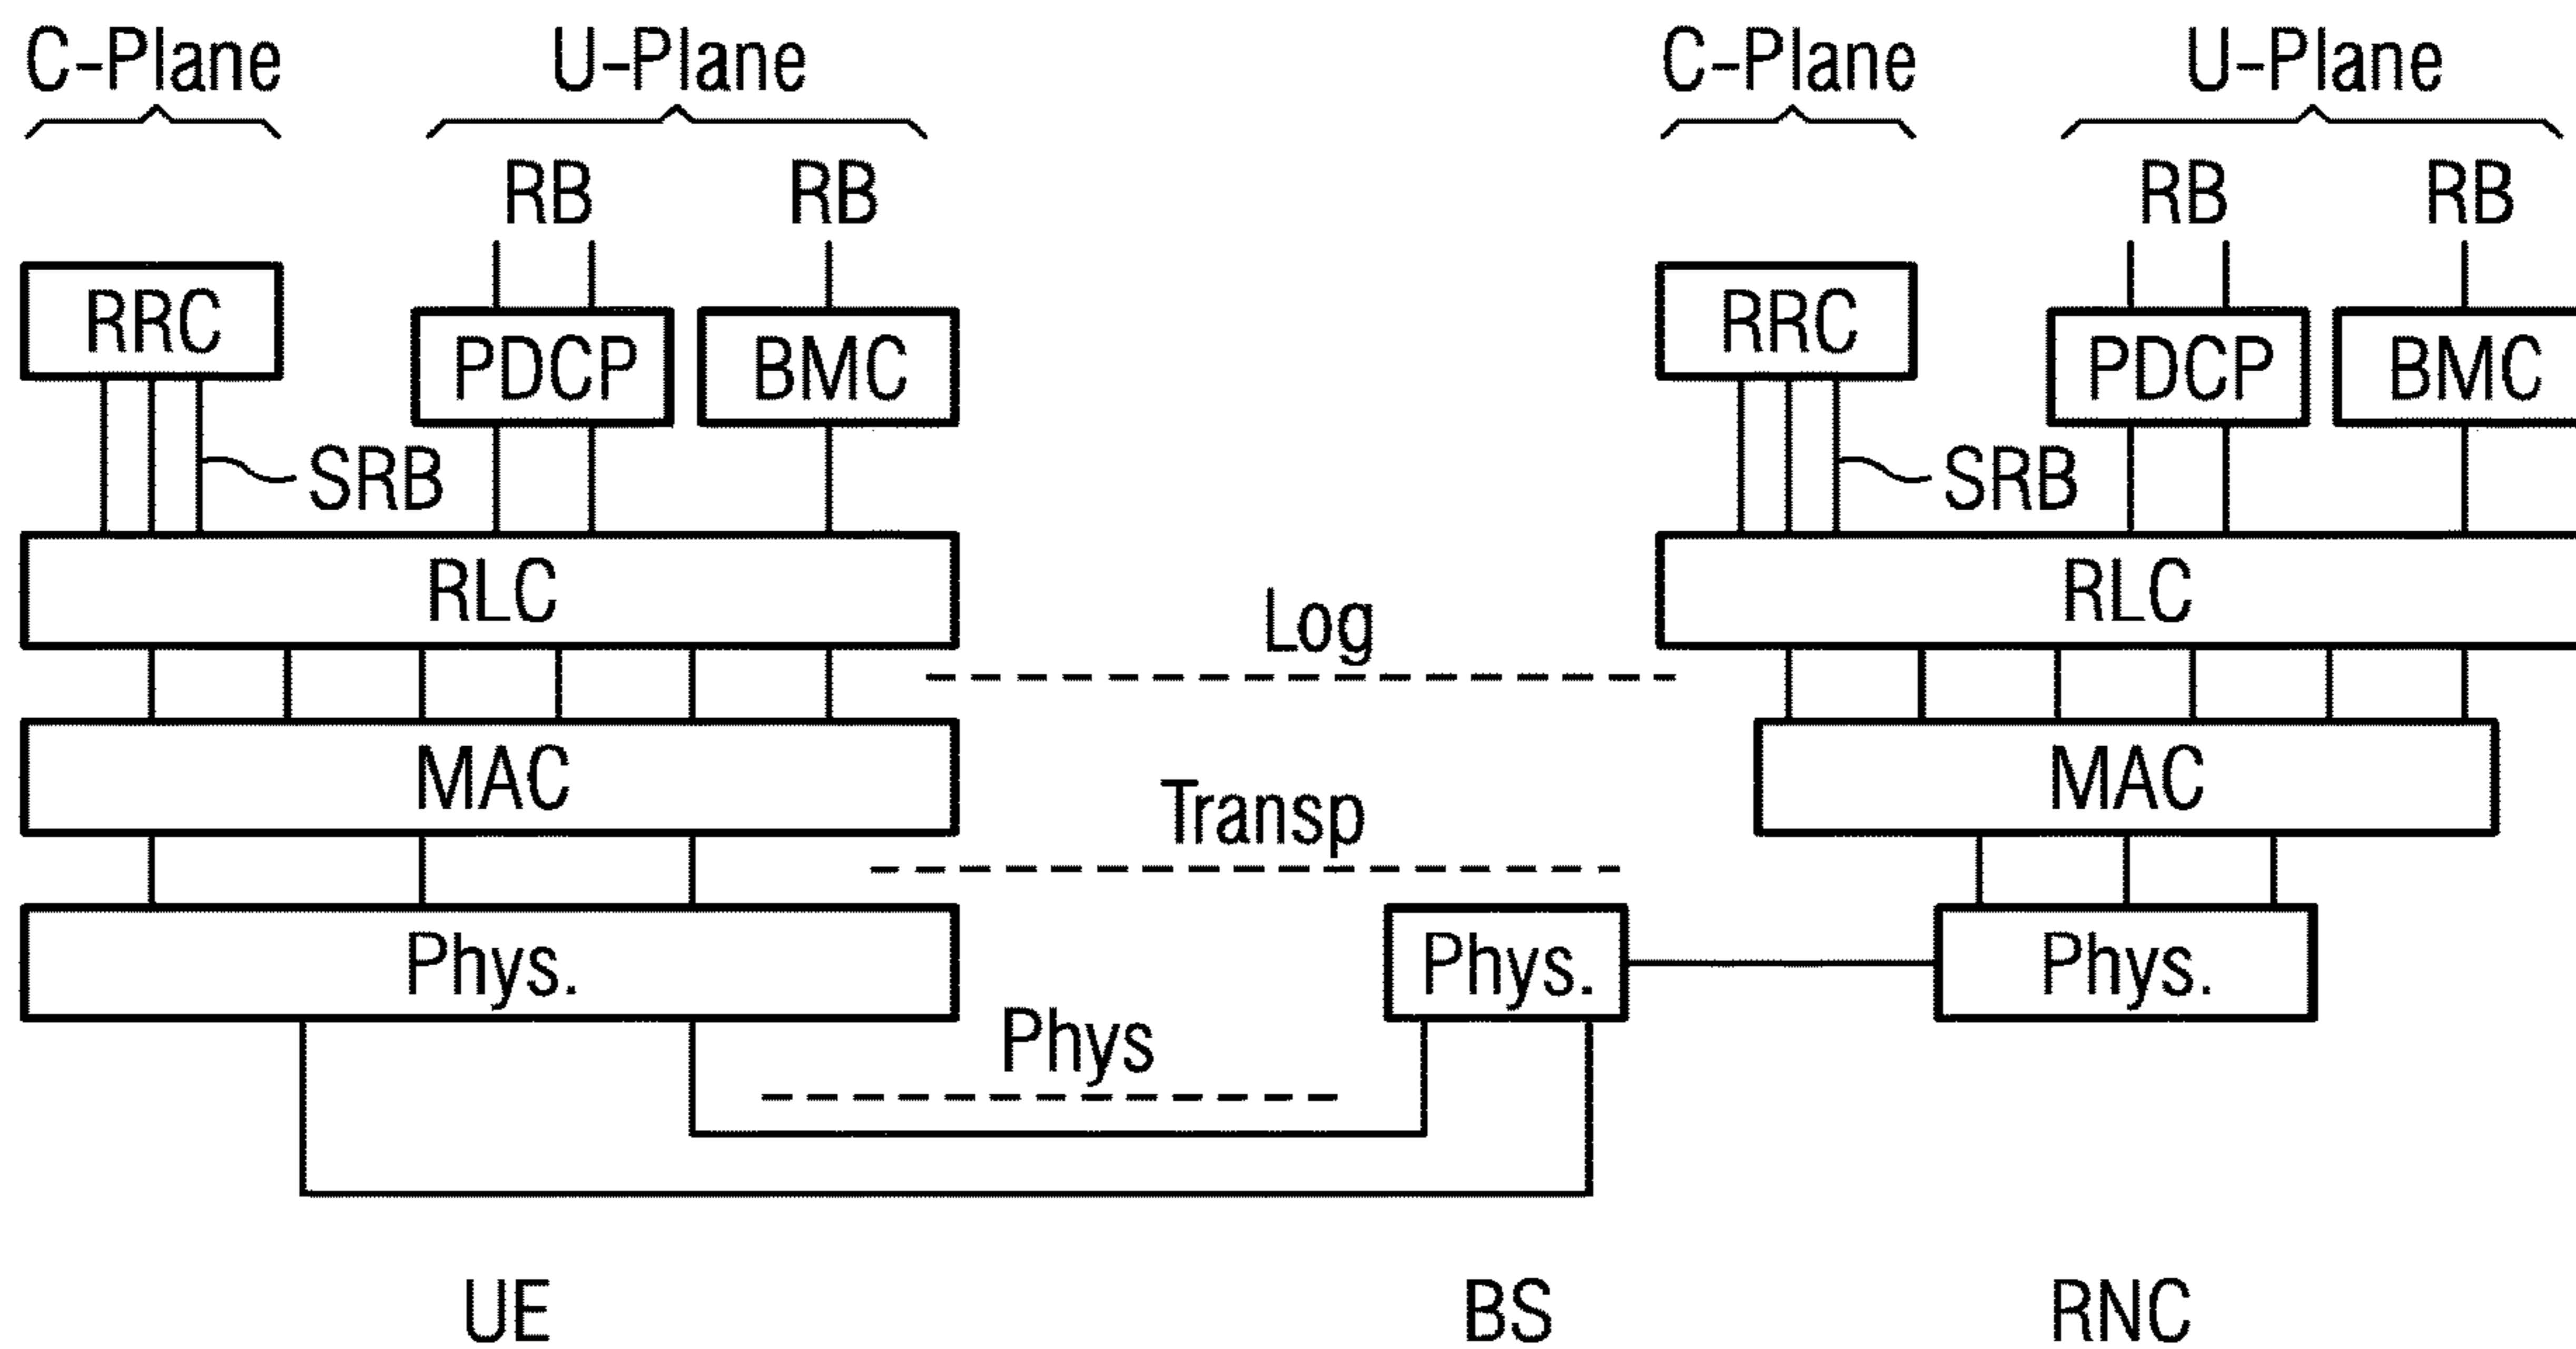 C-Plane U-Plane C-Plane U-Plane
RB RB RB RB
RRC PDCP BMC RRC PDCP BMC
SRB SRB
RLC Log RLC
MAC Transp MAC
Phys. Phys. Phys.
Phys
UE BS RNC